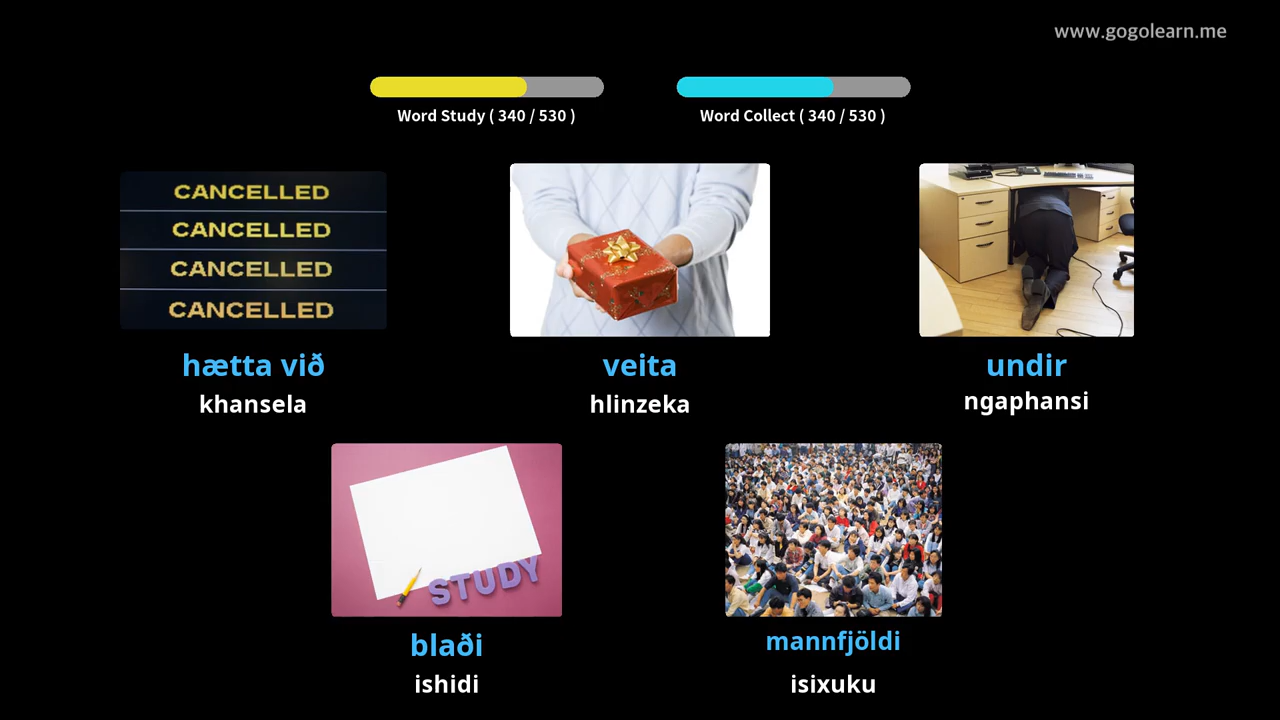 www.gogolearn.me
Word Study ( 340 / 530 )
Word Collect ( 340 / 530 )
CANCELLED
CANCELLED
CANCELLED
CANCELLED
hætta við
khansela
veita
hlinzeka
undir
ngaphansi
STUDY
blaði
ishidi
mannfjöldi
isixuku